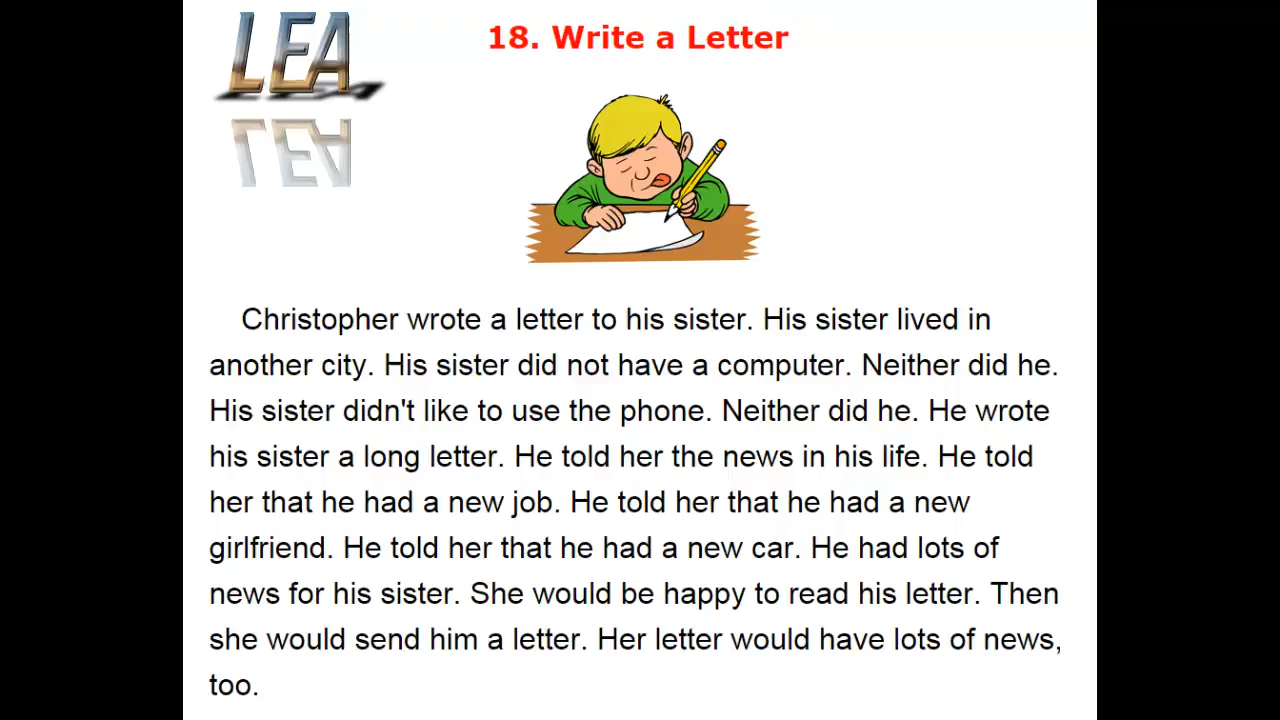 LEA
18. Write a Letter
Christopher wrote a letter to his sister. His sister lived in
another city. His sister did not have a computer. Neither did he.
His sister didn't like to use the phone. Neither did he. He wrote
his sister a long letter. He told her the news in his life. He told
her that he had a new job. He told her that he had a new
girlfriend. He told her that he had a new car. He had lots of
news for his sister. She would be happy to read his letter. Then
she would send him a letter. Her letter would have lots of news,
too.